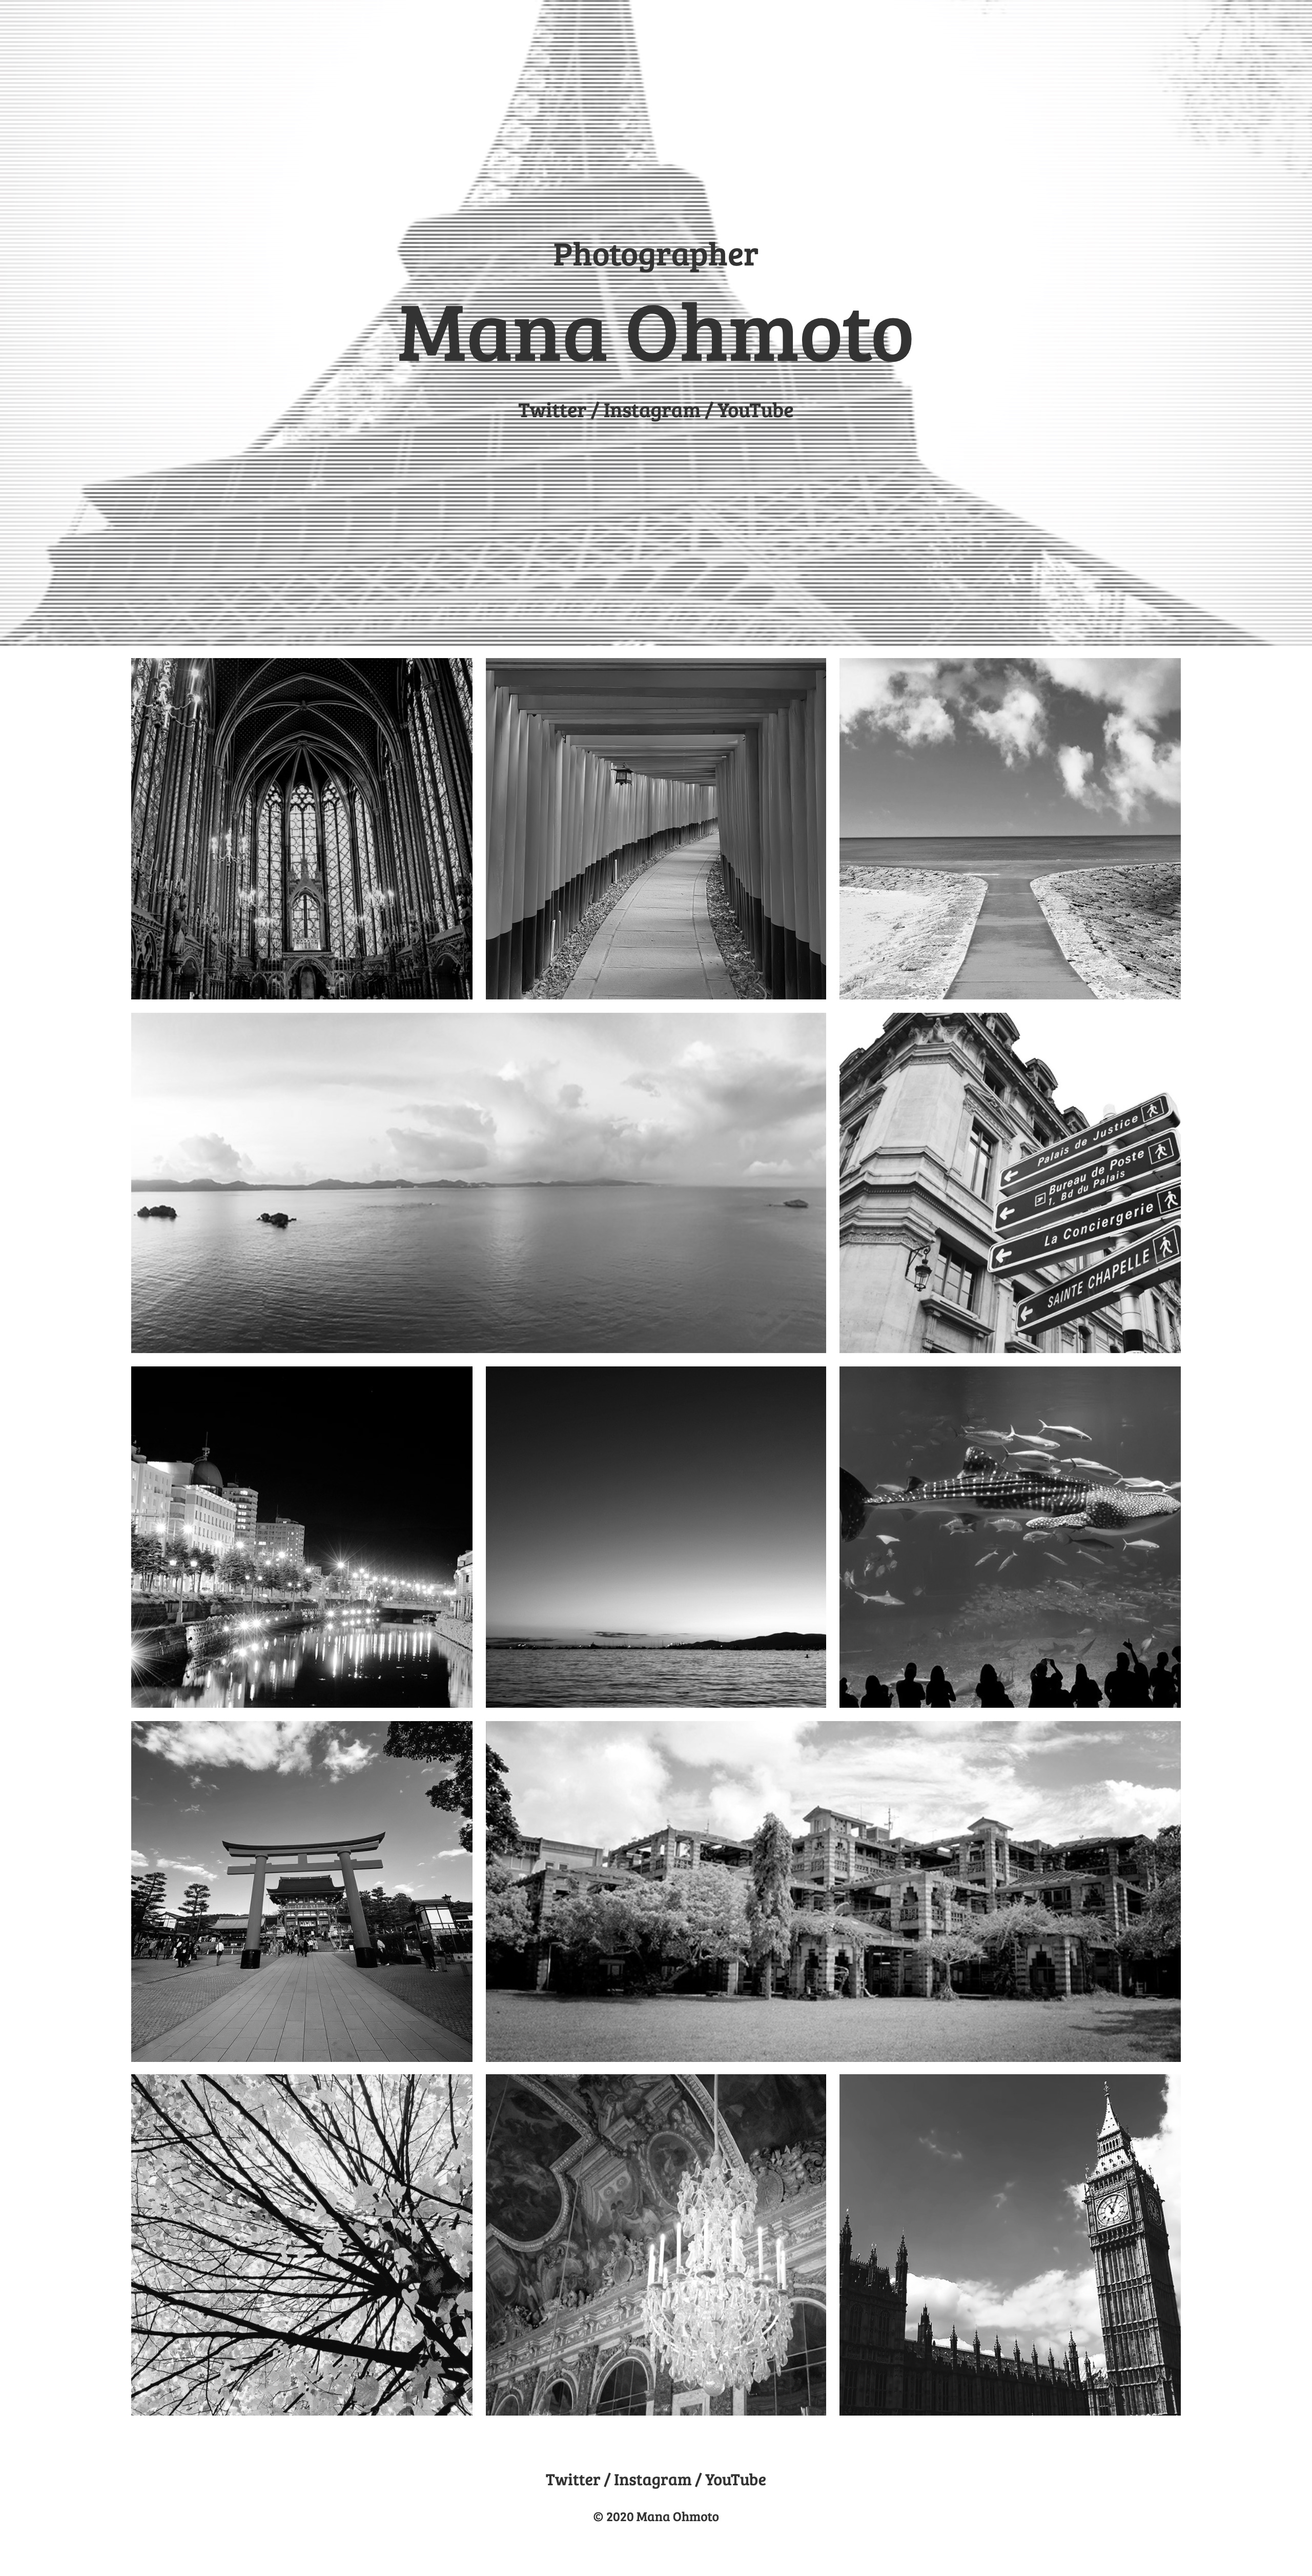 Photographer
Mana Ohmoto
Twitter / Instagram / YouTube
Palais de Justice
Bureau de Poste
1, Bd du Palais
La Conciergerie
SAINTE CHAPELLE
Twitter / Instagram / YouTube
© 2020 Mana Ohmoto